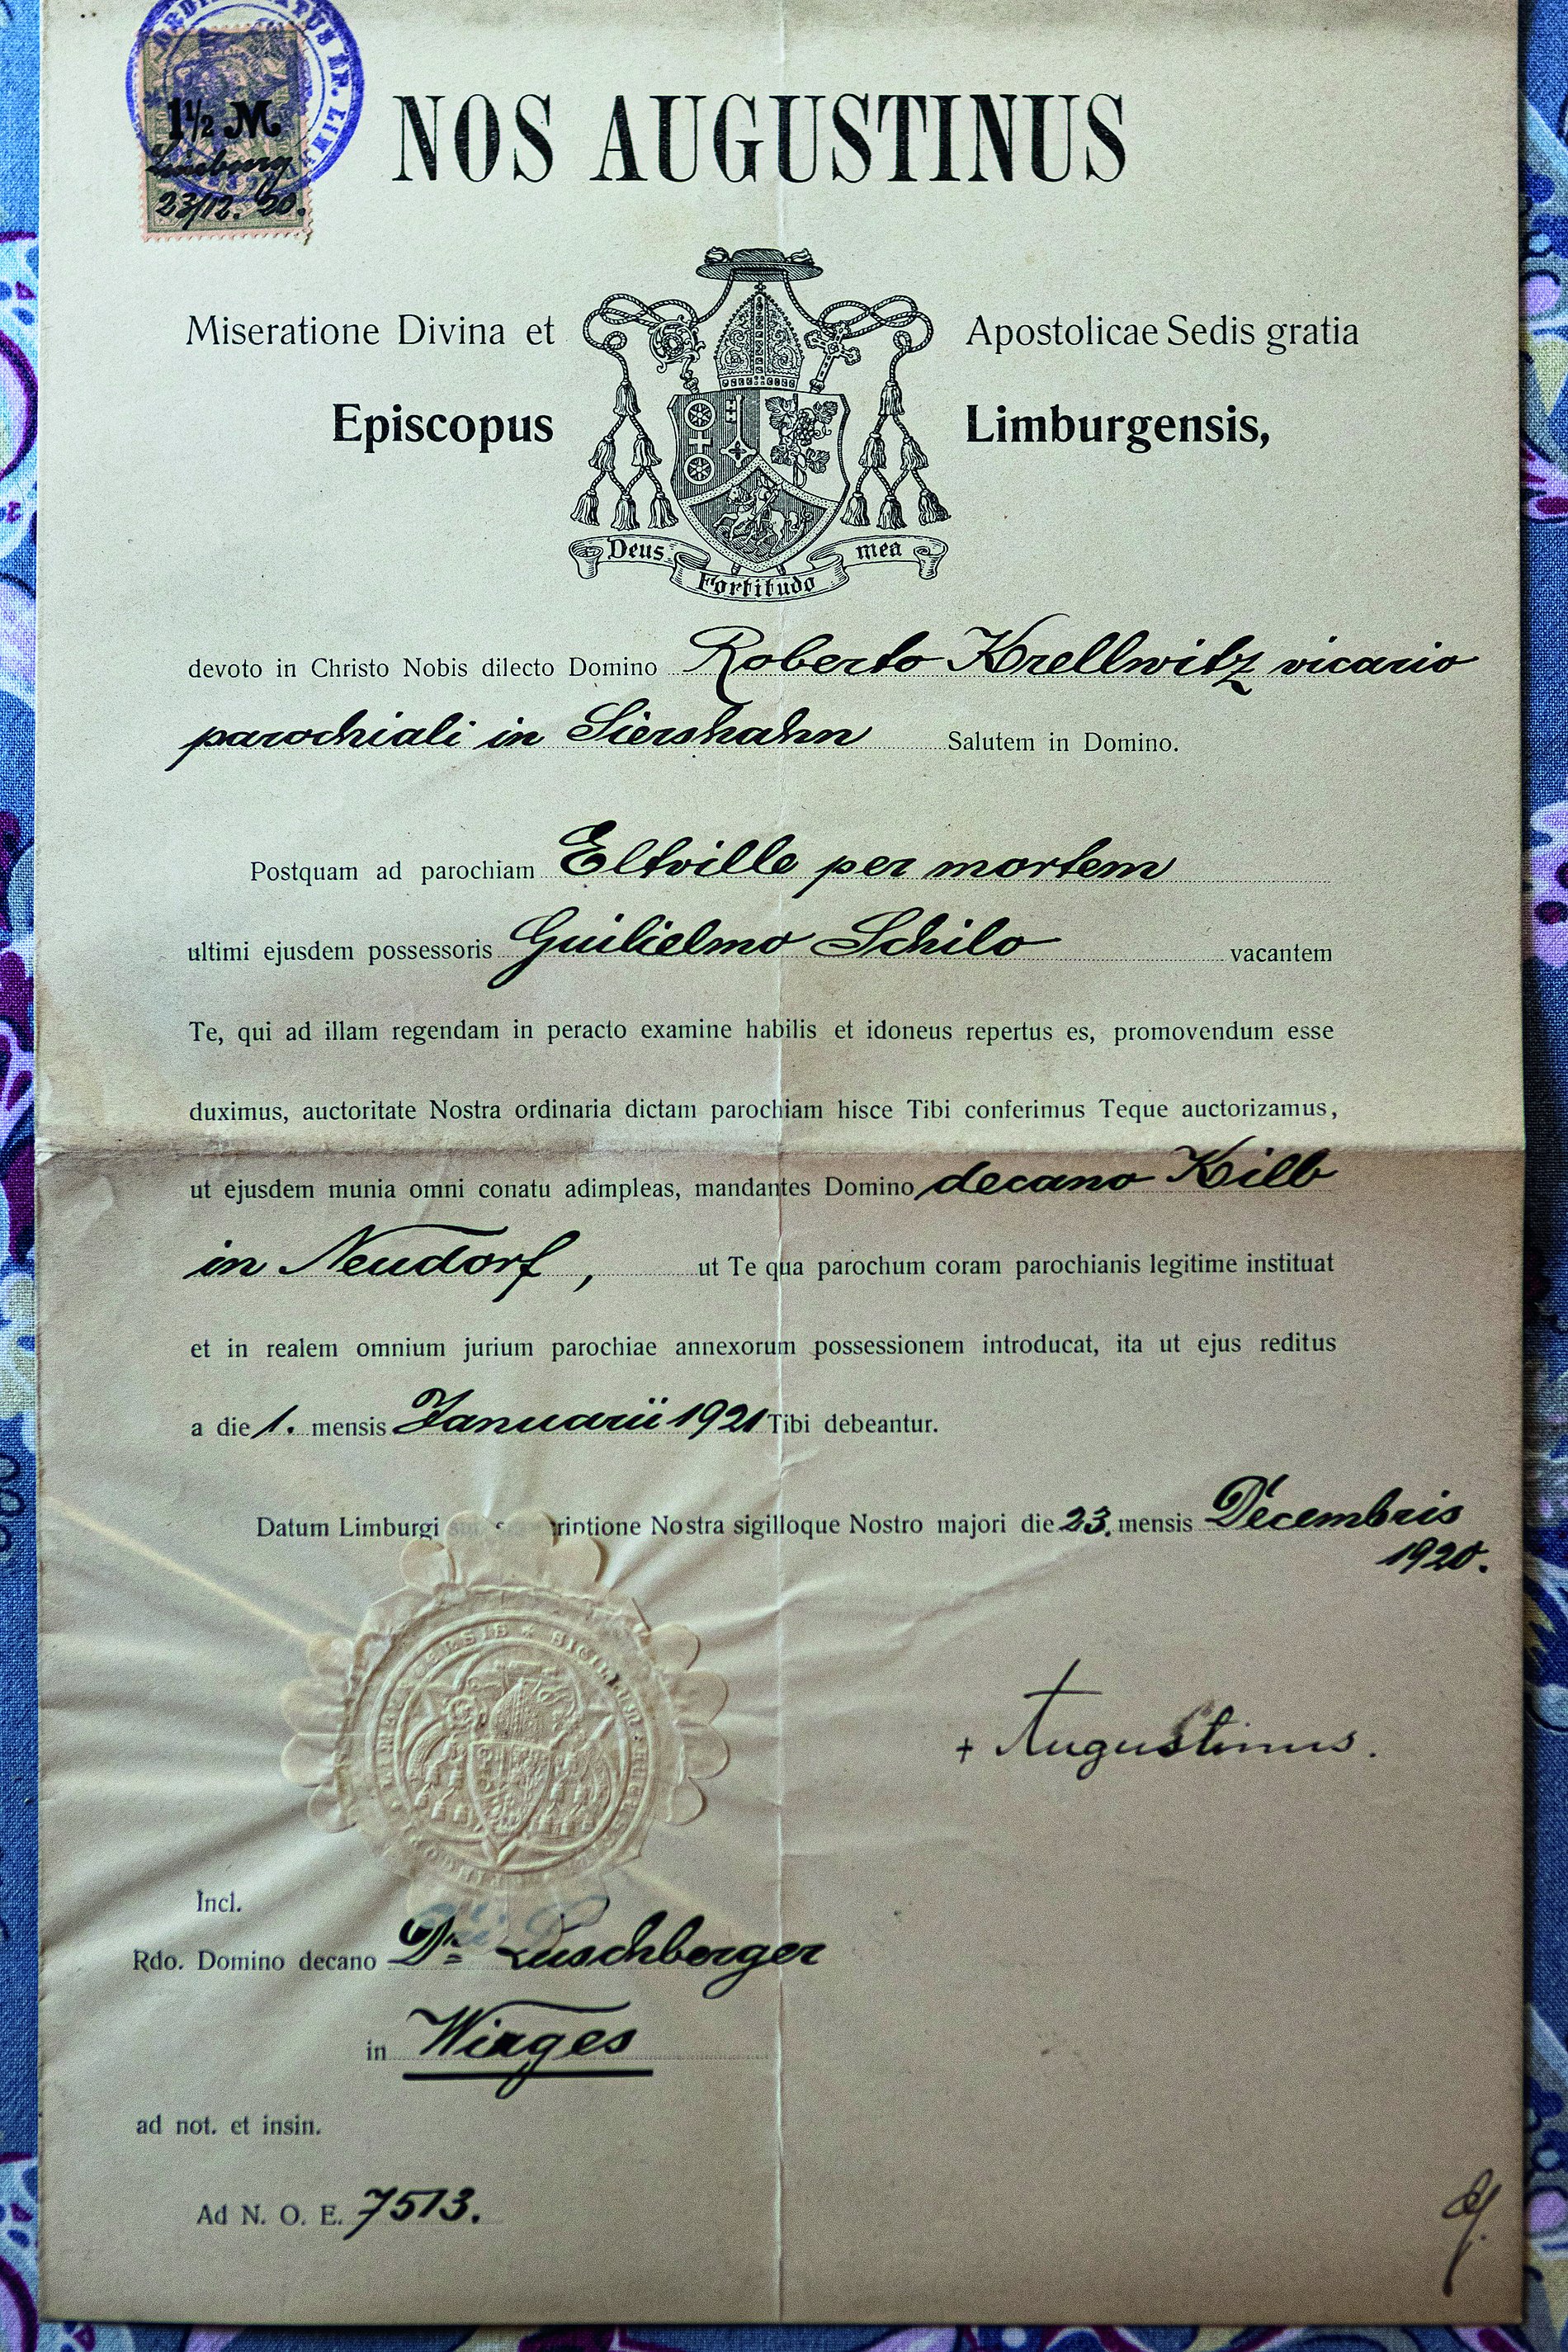 1½ M.
Limburg
23/12. 20.
NOS AUGUSTINUS
Miseratione Divina et Apostolicae Sedis gratia
Episcopus Limburgensis,
Deus mea
Fortitudo
devoto in Christo Nobis dilecto Domino Roberto Krellwitz vicario
parochiali in Siershahn Salutem in Domino.
Postquam ad parochiam Eltville per mortem
ultimi ejusdem possessoris Guilielmo Schilo vacantem
Te, qui ad illam regendam in peracto examine habilis et idoneus repertus es, promovendum esse
duximus, auctoritate Nostra ordinaria dictam parochiam hisce Tibi conferimus Teque auctorizamus,
ut ejusdem munia omni conatu adimpleas, mandantes Domino decano Kilb
in Neudorf, ut Te qua parochum coram parochianis legitime instituat
et in realem omnium jurium parochiae annexorum possessionem introducat, ita ut ejus reditus
a die 1. mensis Januarii 1921 Tibi debeantur.
Datum Limburgi Nostra sigilloque Nostro majori die 23. mensis Decembris
1920.
+ Augustinus.
Incl.
Rdo. Domino decano Dr. Luschberger
in Wirges
ad not. et insin.
Ad N. O. E. 7513.